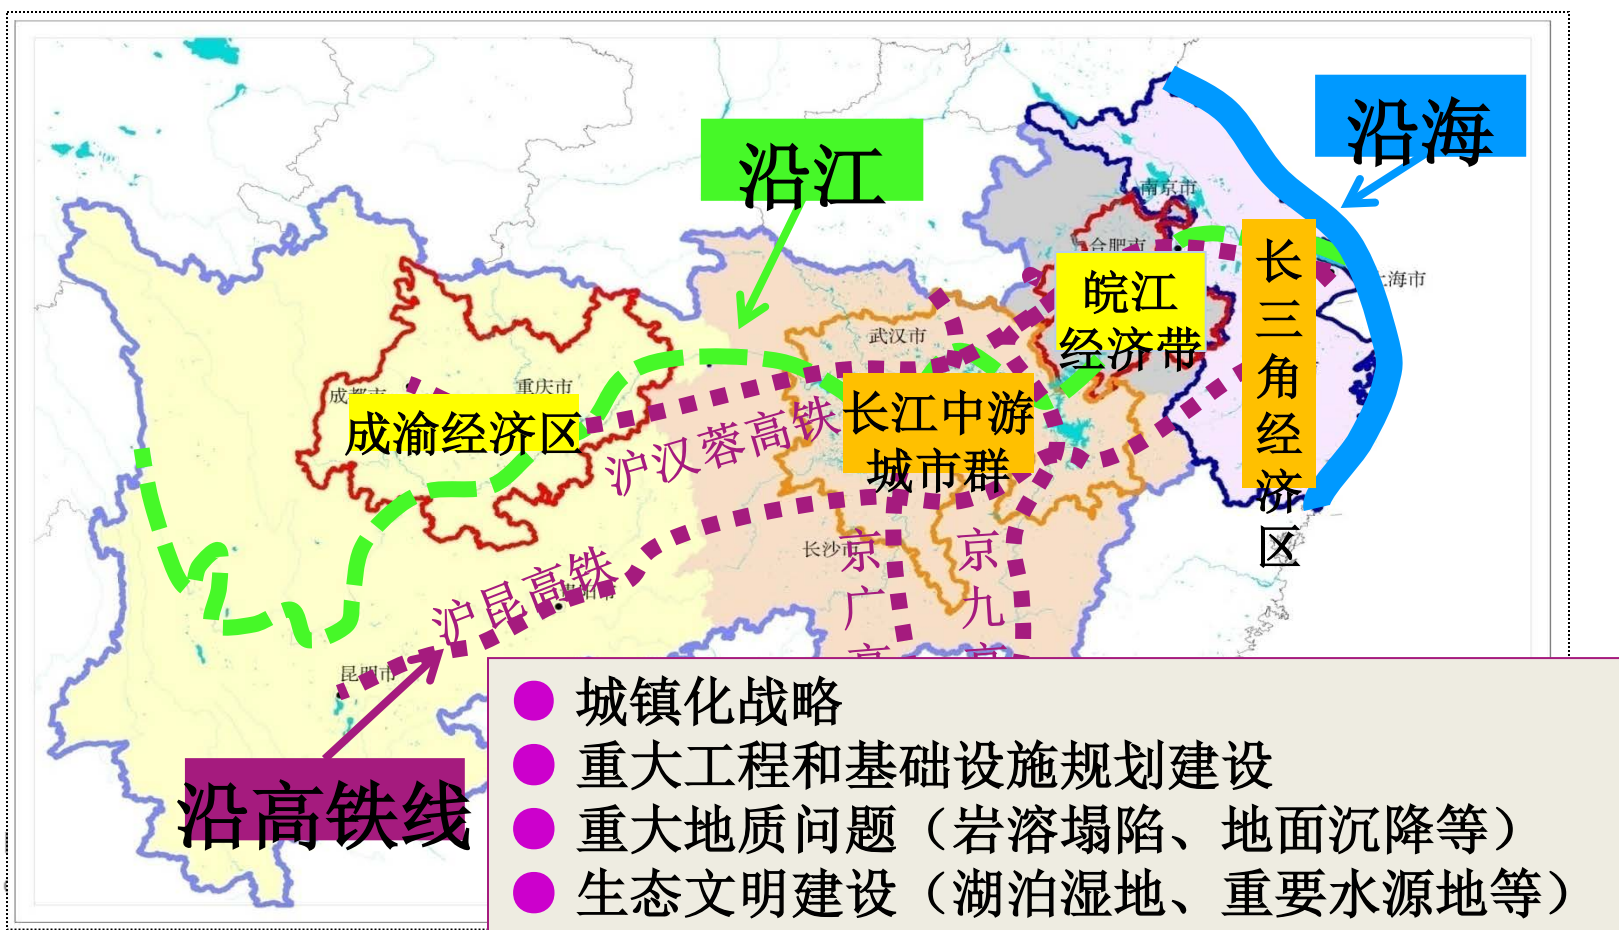 沿海
沿江
南京市
合肥市
长三角经济区
上海市
皖江
经济带
武汉市
重庆市
成渝经济区
长江中游
城市群
沪汉蓉高铁
长沙市
京广高
京九高
沪昆高铁
昆明市
沿高铁线
城镇化战略
重大工程和基础设施规划建设
重大地质问题（岩溶塌陷、地面沉降等）
生态文明建设（湖泊湿地、重要水源地等）